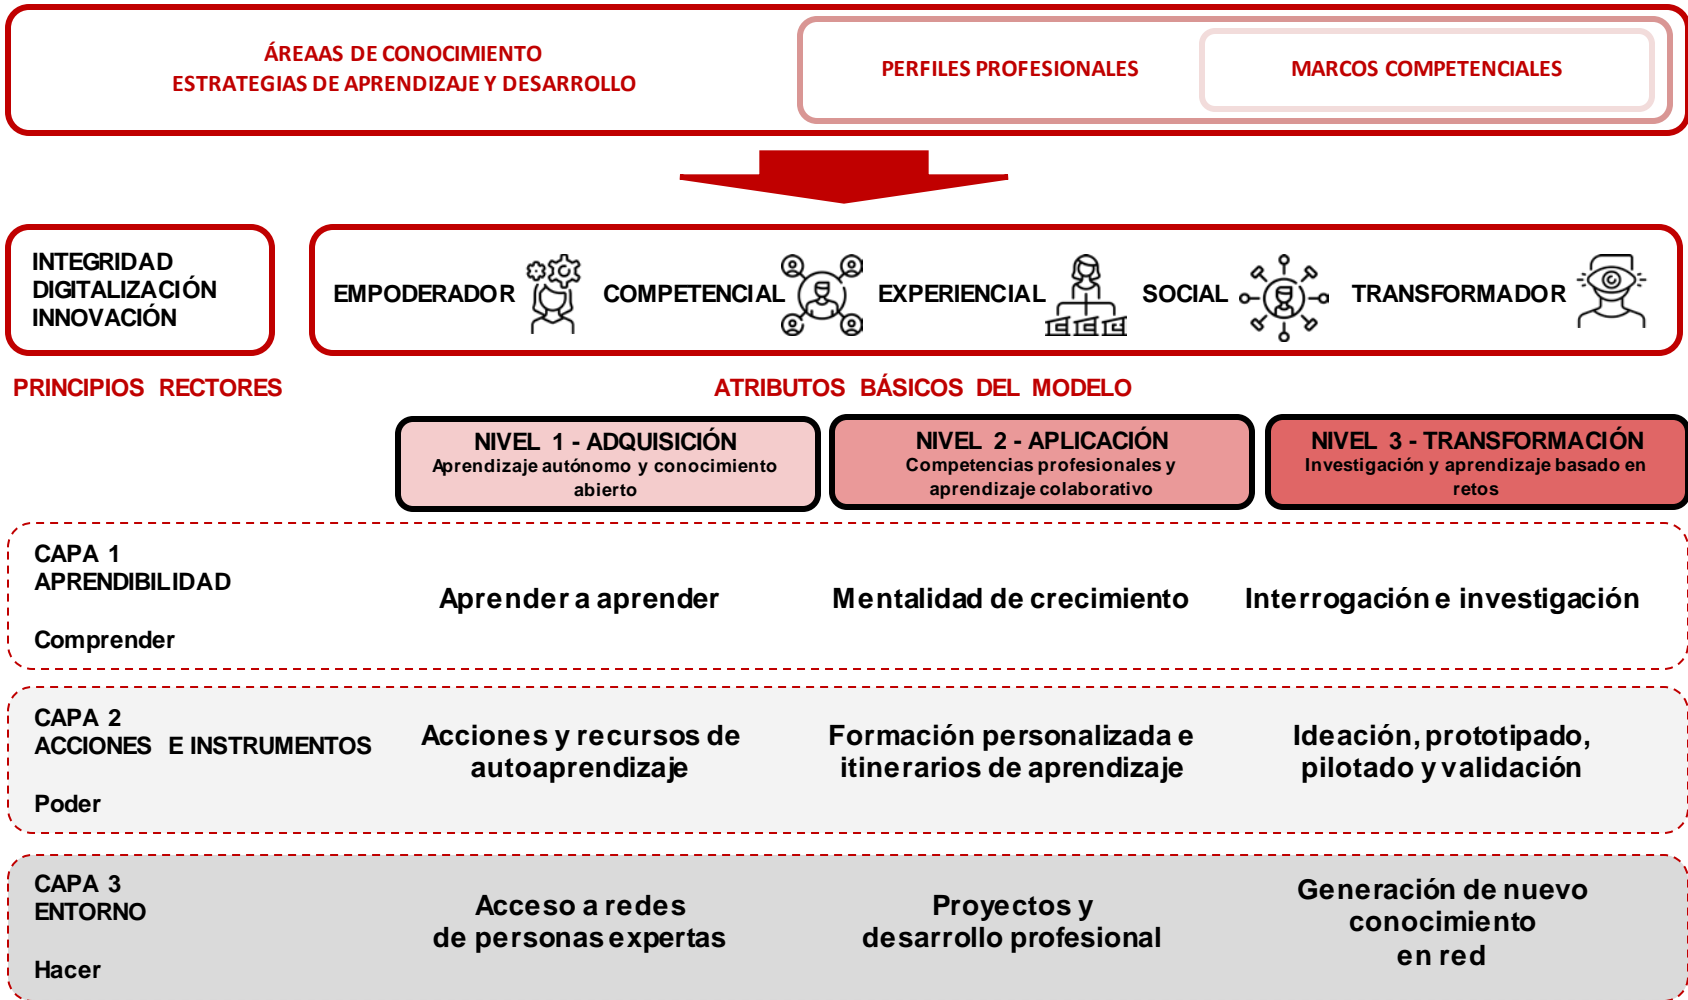 ÁREAAS DE CONOCIMIENTO
ESTRATEGIAS DE APRENDIZAJE Y DESARROLLO
PERFILES PROFESIONALES
MARCOS COMPETENCIALES
INTEGRIDAD
DIGITALIZACIÓN
INNOVACIÓN
EMPODERADOR
COMPETENCIAL
EXPERIENCIAL
SOCIAL
TRANSFORMADOR
PRINCIPIOS RECTORES
ATRIBUTOS BÁSICOS DEL MODELO
NIVEL 1 - ADQUISICIÓN
Aprendizaje autónomo y conocimiento
abierto
NIVEL 2 - APLICACIÓN
Competencias profesionales y
aprendizaje colaborativo
NIVEL 3 - TRANSFORMACIÓN
Investigación y aprendizaje basado en
retos
CAPA 1
APRENDIBILIDAD
Comprender
Aprender a aprender
Mentalidad de crecimiento
Interrogación e investigación
CAPA 2
ACCIONES E INSTRUMENTOS
Poder
Acciones y recursos de
autoaprendizaje
Formación personalizada e
itinerarios de aprendizaje
Ideación, prototipado,
pilotado y validación
CAPA 3
ENTORNO
Hacer
Acceso a redes
de personas expertas
Proyectos y
desarrollo profesional
Generación de nuevo
conocimiento
en red